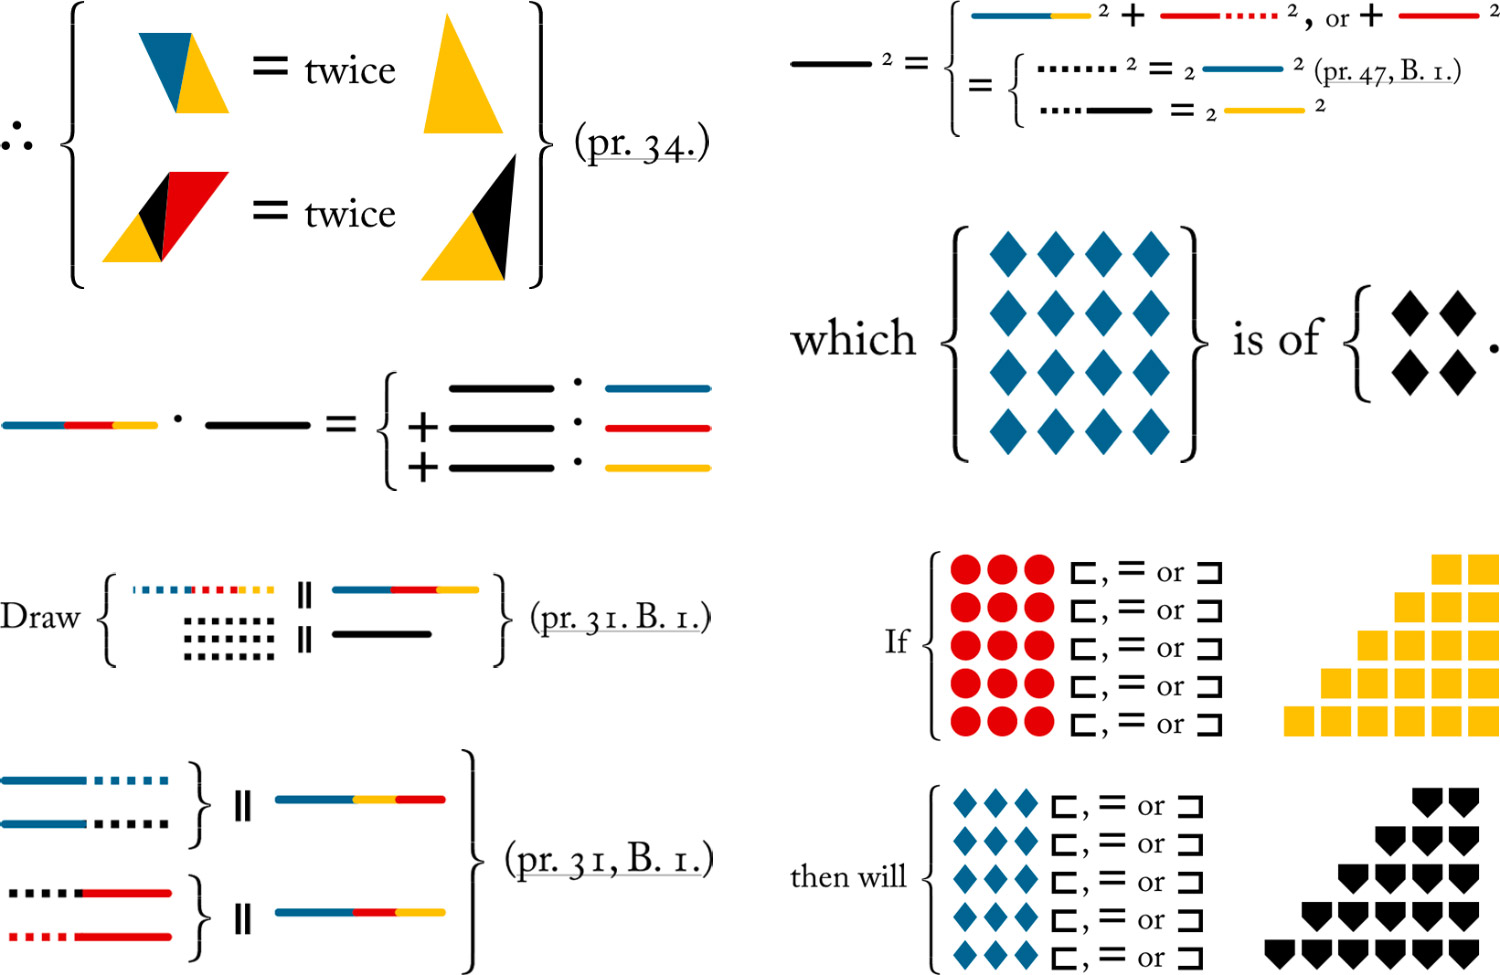 ∴ = twice
= twice
(pr. 34.)
· =
·
+ ·
+ ·
Draw || (pr. 31. B. 1.)
||
||
|| (pr. 31, B. 1.)
2 = 2 + 2, or + 2
= 2 = 2 2 (pr. 47, B. 1.)
= 2 2
which is of .
If
⊏, = or ⊐
⊏, = or ⊐
⊏, = or ⊐
⊏, = or ⊐
⊏, = or ⊐
then will
⊏, = or ⊐
⊏, = or ⊐
⊏, = or ⊐
⊏, = or ⊐
⊏, = or ⊐